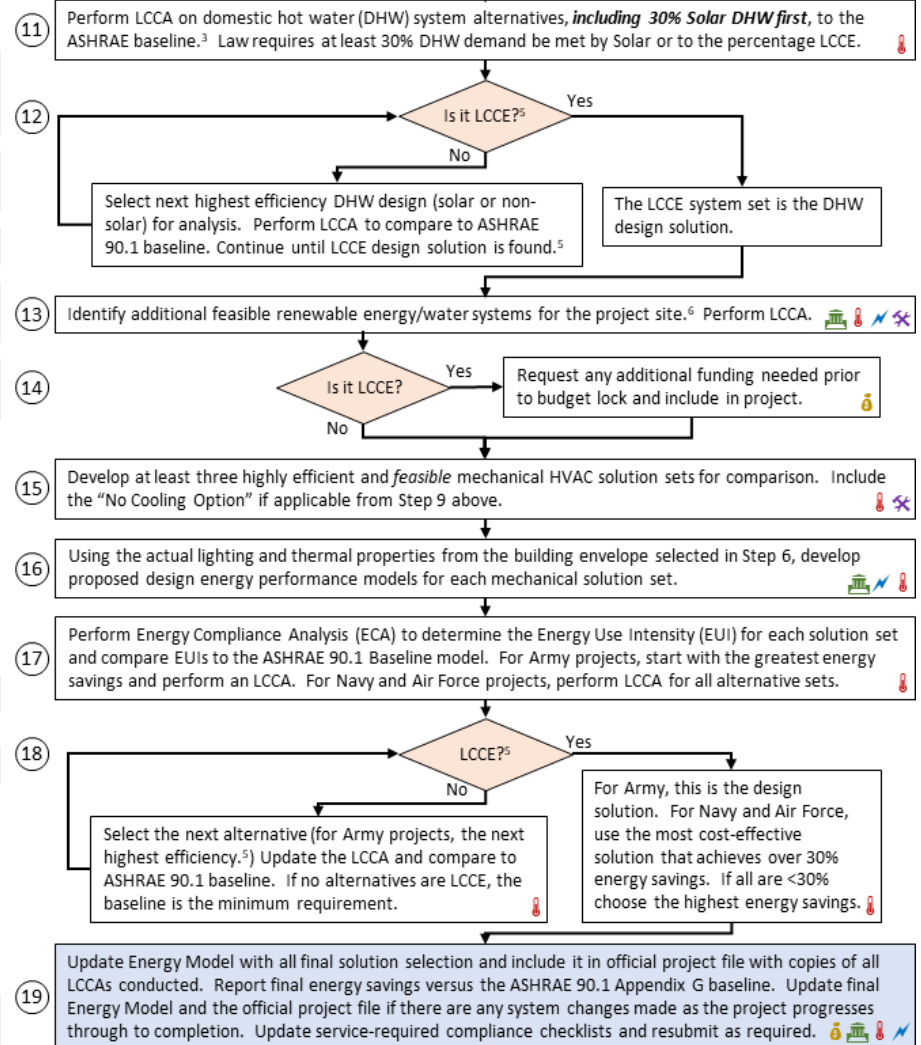 11
Perform LCCA on domestic hot water (DHW) system alternatives, including 30% Solar DHW first, to the
ASHRAE baseline.³ Law requires at least 30% DHW demand be met by Solar or to the percentage LCCE.
12
Is it LCCE?⁵
Yes
No
Select next highest efficiency DHW design (solar or non-
solar) for analysis. Perform LCCA to compare to ASHRAE
90.1 baseline. Continue until LCCE design solution is found.⁵
The LCCE system set is the DHW
design solution.
13
Identify additional feasible renewable energy/water systems for the project site.⁶ Perform LCCA.
14
Is it LCCE?
Yes
No
Request any additional funding needed prior
to budget lock and include in project.
15
Develop at least three highly efficient and feasible mechanical HVAC solution sets for comparison. Include
the “No Cooling Option” if applicable from Step 9 above.
16
Using the actual lighting and thermal properties from the building envelope selected in Step 6, develop
proposed design energy performance models for each mechanical solution set.
17
Perform Energy Compliance Analysis (ECA) to determine the Energy Use Intensity (EUI) for each solution set
and compare EUIs to the ASHRAE 90.1 Baseline model. For Army projects, start with the greatest energy
savings and perform an LCCA. For Navy and Air Force projects, perform LCCA for all alternative sets.
18
LCCE?⁵
Yes
No
Select the next alternative (for Army projects, the next
highest efficiency.⁵) Update the LCCA and compare to
ASHRAE 90.1 baseline. If no alternatives are LCCE, the
baseline is the minimum requirement.
For Army, this is the design
solution. For Navy and Air Force,
use the most cost-effective
solution that achieves over 30%
energy savings. If all are <30%
choose the highest energy savings.
19
Update Energy Model with all final solution selection and include it in official project file with copies of all
LCCAs conducted. Report final energy savings versus the ASHRAE 90.1 Appendix G baseline. Update final
Energy Model and the official project file if there are any system changes made as the project progresses
through to completion. Update service-required compliance checklists and resubmit as required.